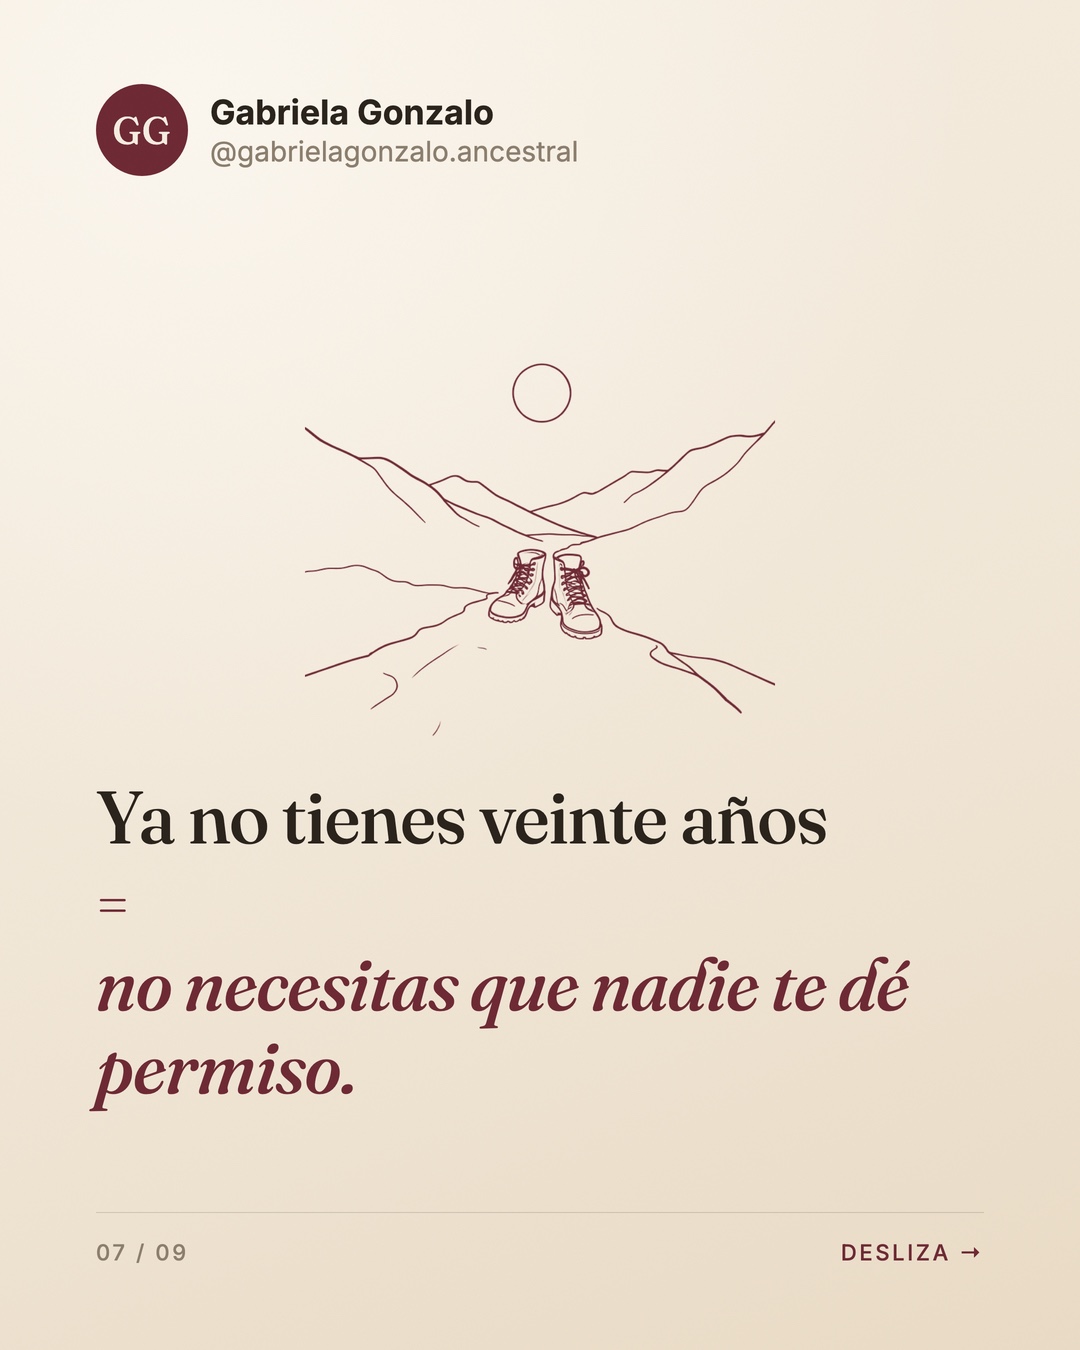 GG
Gabriela Gonzalo
@gabrielagonzalo.ancestral
Ya no tienes veinte años
=
no necesitas que nadie te dé
permiso.
07 / 09
DESLIZA →